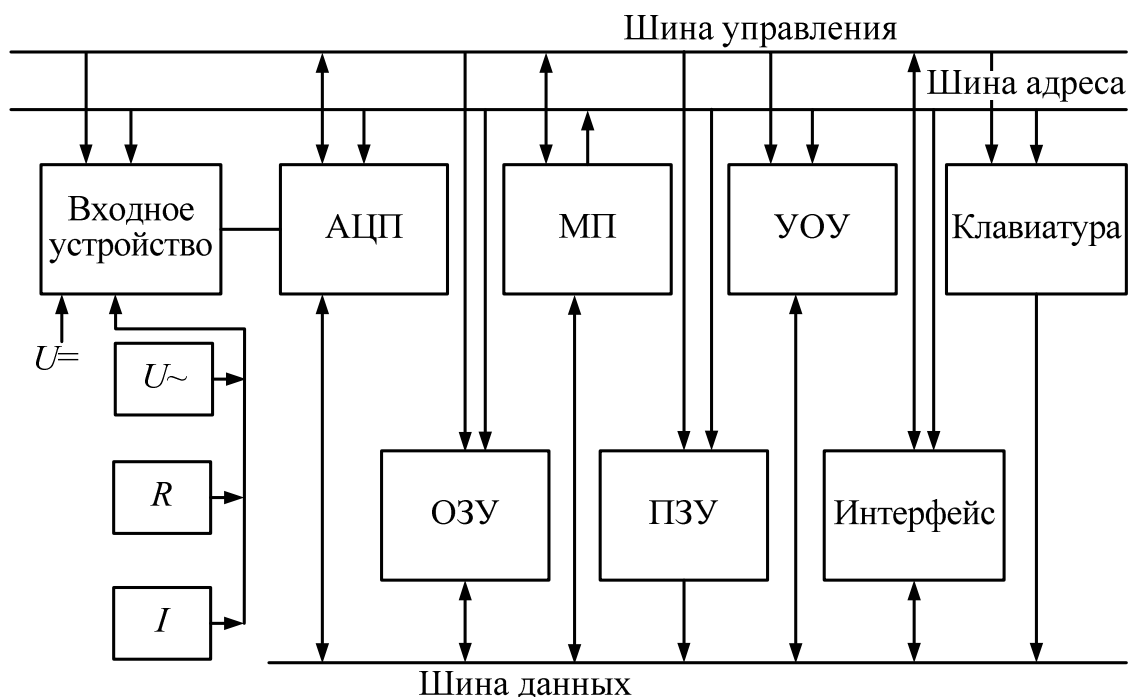 Шина управления
Шина адреса
Входное
устройство
АЦП
МП
УОУ
Клавиатура
U=
U~
R
I
ОЗУ
ПЗУ
Интерфейс
Шина данных